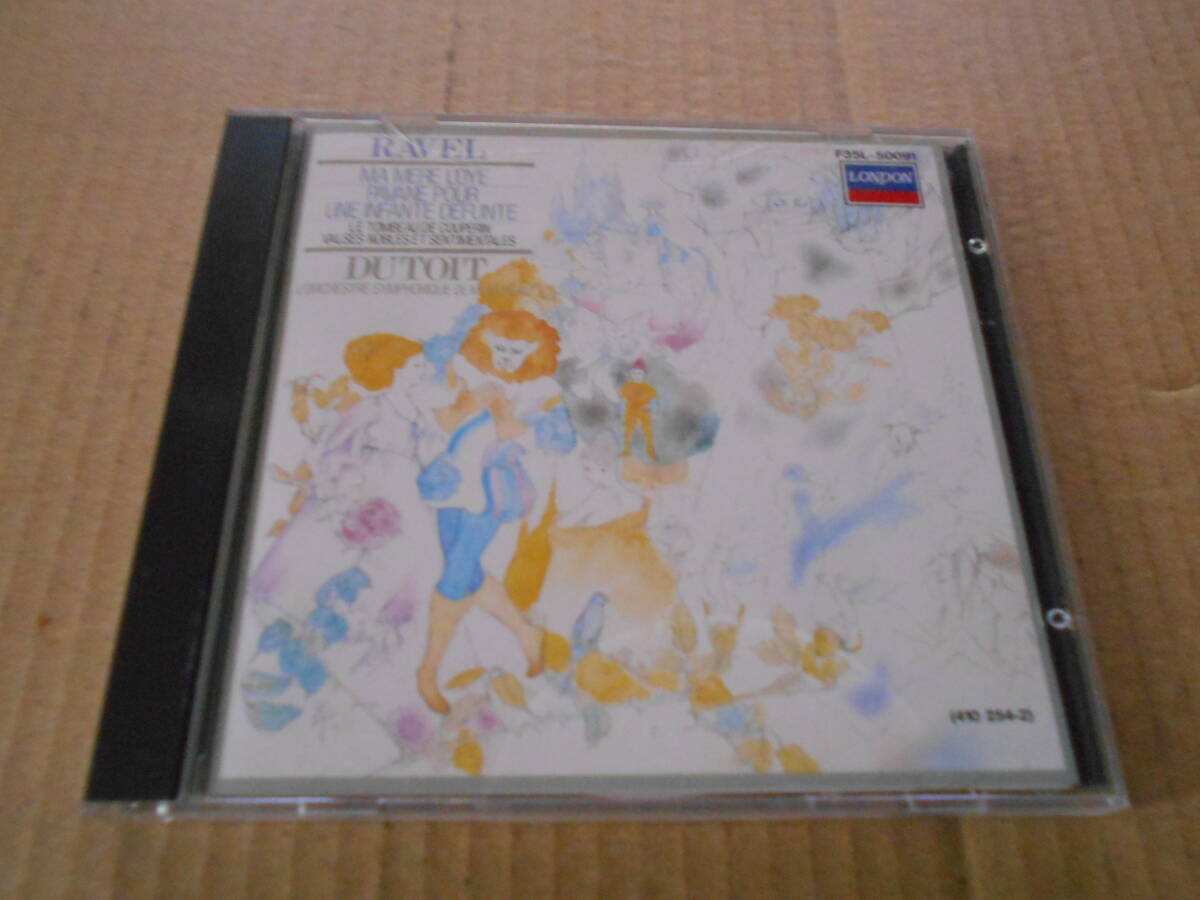 RAVEL
MA MERE L'OYE
PAVANE POUR
UNE INFANTE DEFUNTE
LE TOMBEAU DE COUPERIN
VALSES NOBLES ET SENTIMENTALES
DUTOIT
L'ORCHESTRE SYMPHONIQUE DE
F35L-50091
LONDON
(410 254-2)